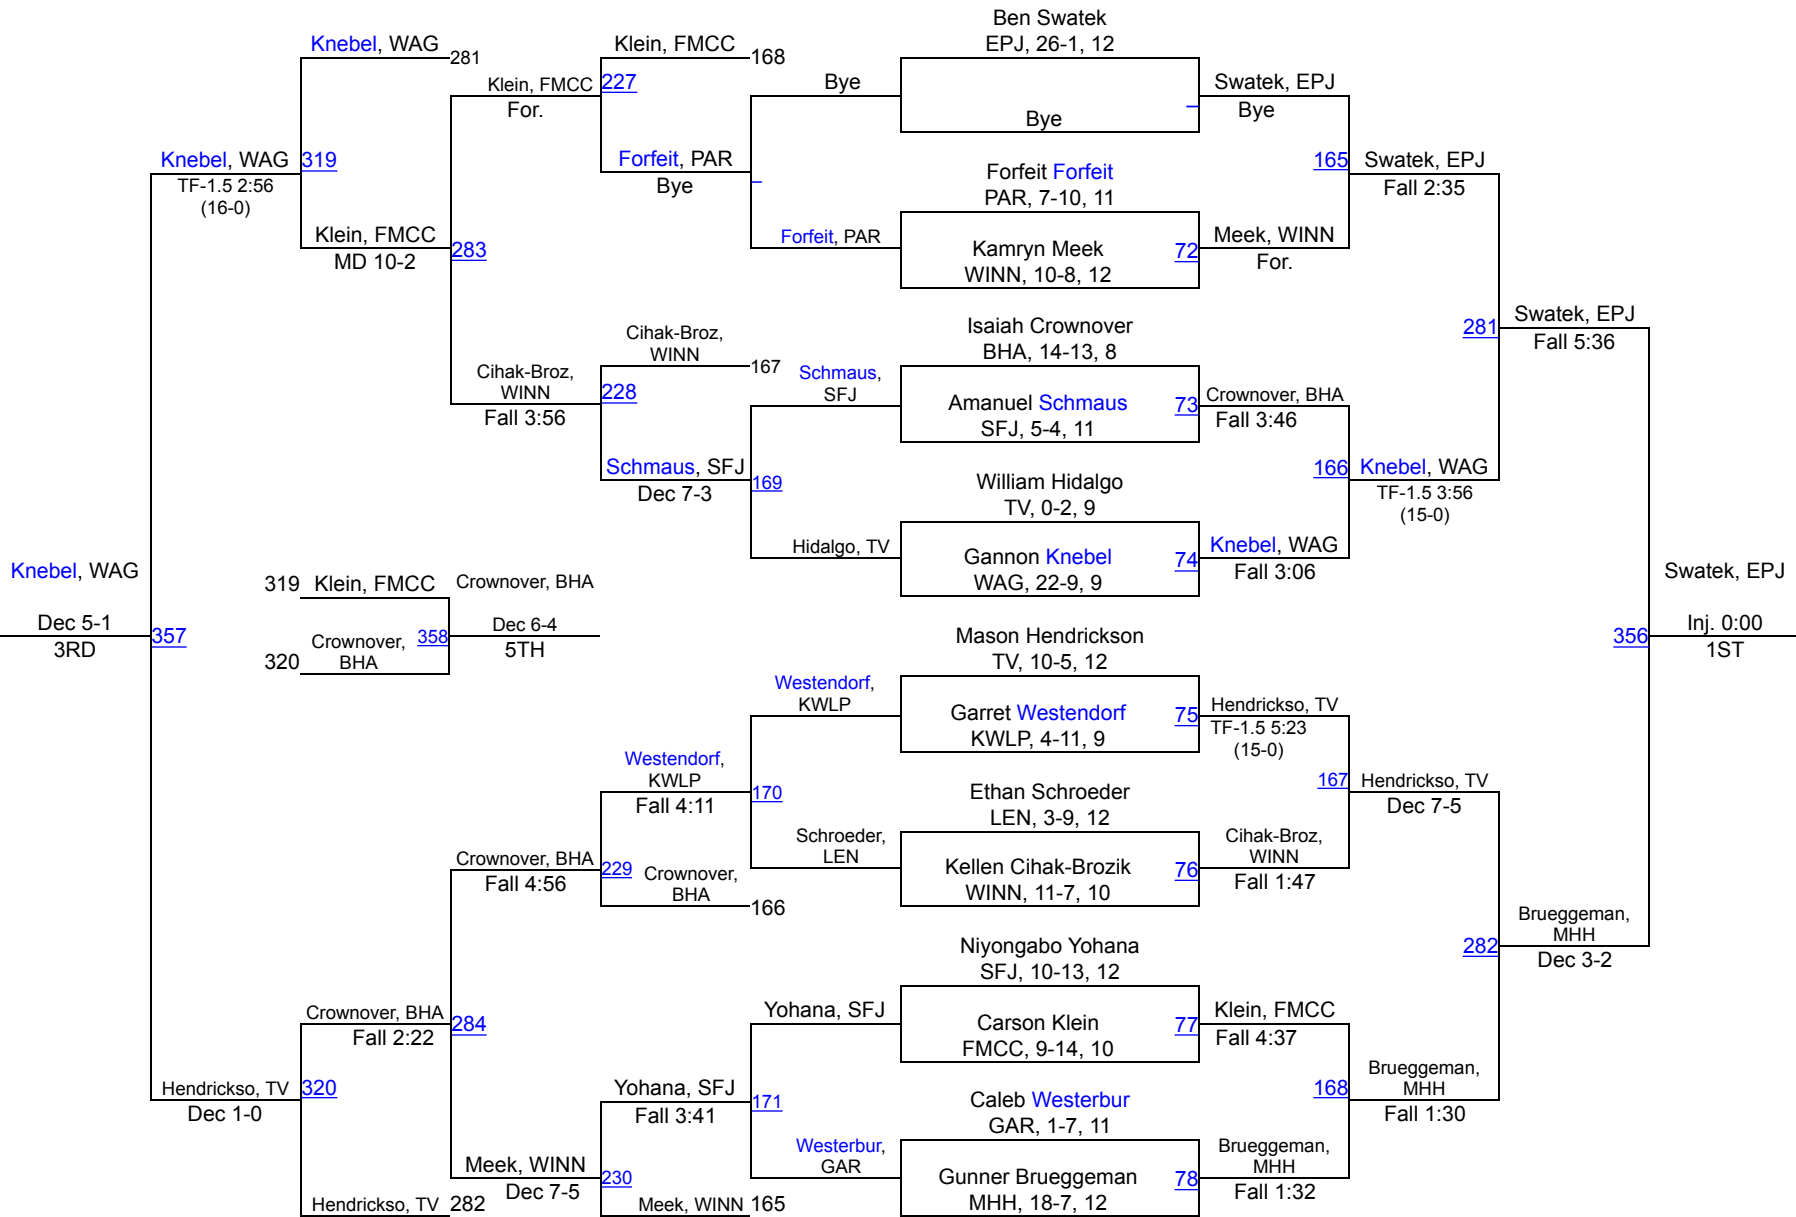 Ben Swatek
EPJ, 26-1, 12
Bye
Forfeit Forfeit
PAR, 7-10, 11
Kamryn Meek
WINN, 10-8, 12
72
Isaiah Crownover
BHA, 14-13, 8
Amanuel Schmaus
SFJ, 5-4, 11
73
William Hidalgo
TV, 0-2, 9
Gannon Knebel
WAG, 22-9, 9
74
Mason Hendrickson
TV, 10-5, 12
Garret Westendorf
KWLP, 4-11, 9
75
Ethan Schroeder
LEN, 3-9, 12
Kellen Cihak-Brozik
WINN, 11-7, 10
76
Niyongabo Yohana
SFJ, 10-13, 12
Carson Klein
FMCC, 9-14, 10
77
Caleb Westerbur
GAR, 1-7, 11
Gunner Brueggeman
MHH, 18-7, 12
78
Swatek, EPJ
Bye
165
Meek, WINN
For.
Crownover, BHA
Fall 3:46
166
Knebel, WAG
Fall 3:06
Hendrickso, TV
TF-1.5 5:23
(15-0)
167
Cihak-Broz,
WINN
Fall 1:47
Klein, FMCC
Fall 4:37
168
Brueggeman,
MHH
Fall 1:32
Swatek, EPJ
Fall 2:35
281
Knebel, WAG
TF-1.5 3:56
(15-0)
Hendrickso, TV
Dec 7-5
282
Brueggeman,
MHH
Fall 1:30
Swatek, EPJ
Fall 5:36
356
Brueggeman,
MHH
Dec 3-2
Swatek, EPJ
Inj. 0:00
1ST
Bye
Forfeit, PAR
Schmaus,
SFJ
169
Hidalgo, TV
Westendorf,
KWLP
170
Schroeder,
LEN
Yohana, SFJ
171
Westerbur,
GAR
Klein, FMCC
168
227
Forfeit, PAR
Bye
Cihak-Broz,
WINN
167
228
Schmaus, SFJ
Dec 7-3
Westendorf,
KWLP
Fall 4:11
229
Crownover,
BHA
166
Yohana, SFJ
Fall 3:41
230
Meek, WINN
165
Klein, FMCC
For.
283
Cihak-Broz,
WINN
Fall 3:56
Crownover, BHA
Fall 4:56
284
Meek, WINN
Dec 7-5
Knebel, WAG
281
319
Klein, FMCC
MD 10-2
Crownover, BHA
Fall 2:22
320
Hendrickso, TV
282
Knebel, WAG
TF-1.5 2:56
(16-0)
357
Hendrickso, TV
Dec 1-0
Knebel, WAG
Dec 5-1
3RD
319
Klein, FMCC
358
320
Crownover,
BHA
Crownover, BHA
Dec 6-4
5TH